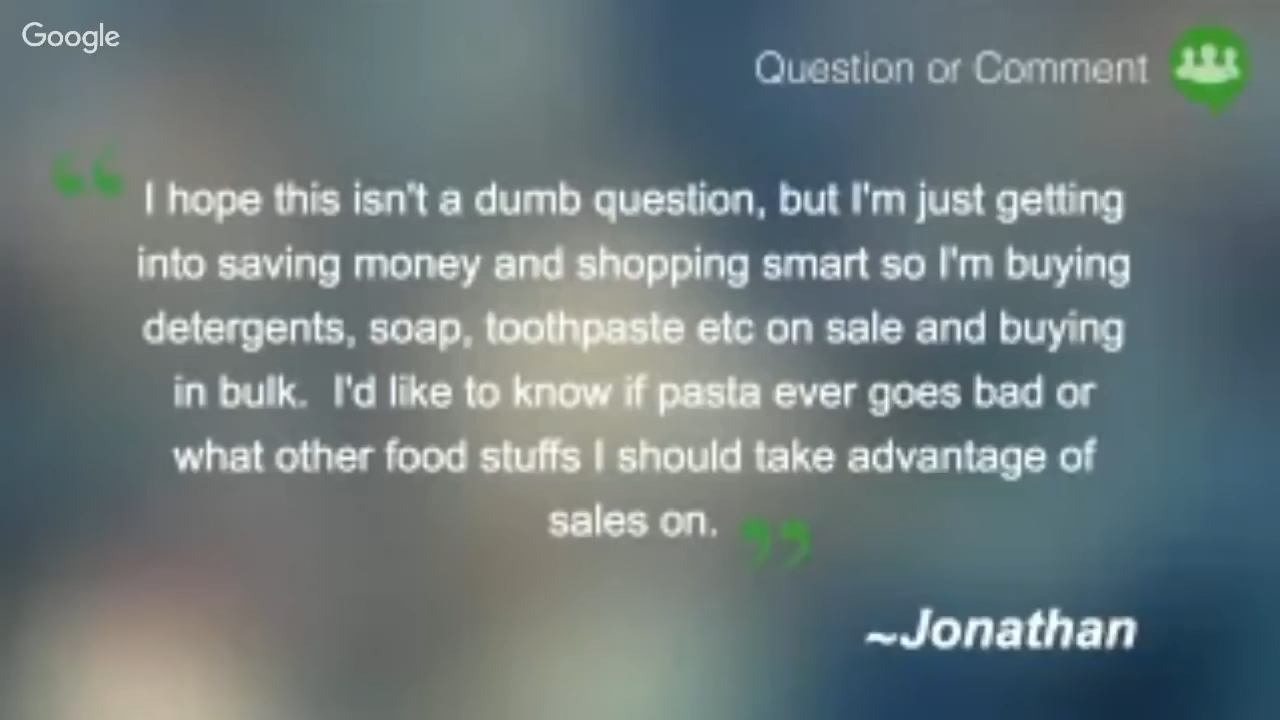 Google
Question or Comment
“ I hope this isn't a dumb question, but I'm just getting
into saving money and shopping smart so I'm buying
detergents, soap, toothpaste etc on sale and buying
in bulk.  I'd like to know if pasta ever goes bad or
what other food stuffs I should take advantage of
sales on. ”
~Jonathan